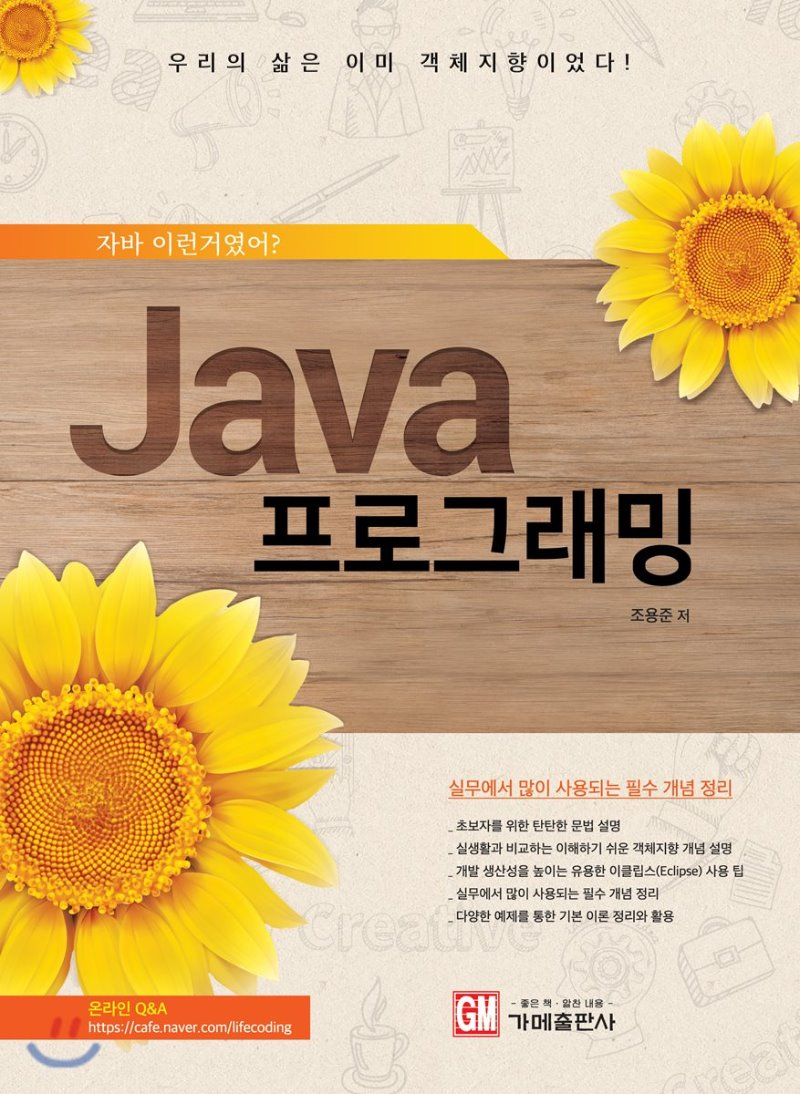 우리의 삶은 이미 객체지향이었다!
자바 이런거였어?
Java
프로그래밍
조용준 저
실무에서 많이 사용되는 필수 개념 정리
_ 초보자를 위한 탄탄한 문법 설명
_ 실생활과 비교하는 이해하기 쉬운 객체지향 개념 설명
_ 개발 생산성을 높이는 유용한 이클립스(Eclipse) 사용 팁
_ 실무에서 많이 사용되는 필수 개념 정리
_ 다양한 예제를 통한 기본 이론 정리와 활용
Creative
온라인 Q&A
https://cafe.naver.com/lifecoding
GM
- 좋은 책 · 알찬 내용 -
가메출판사
Creative